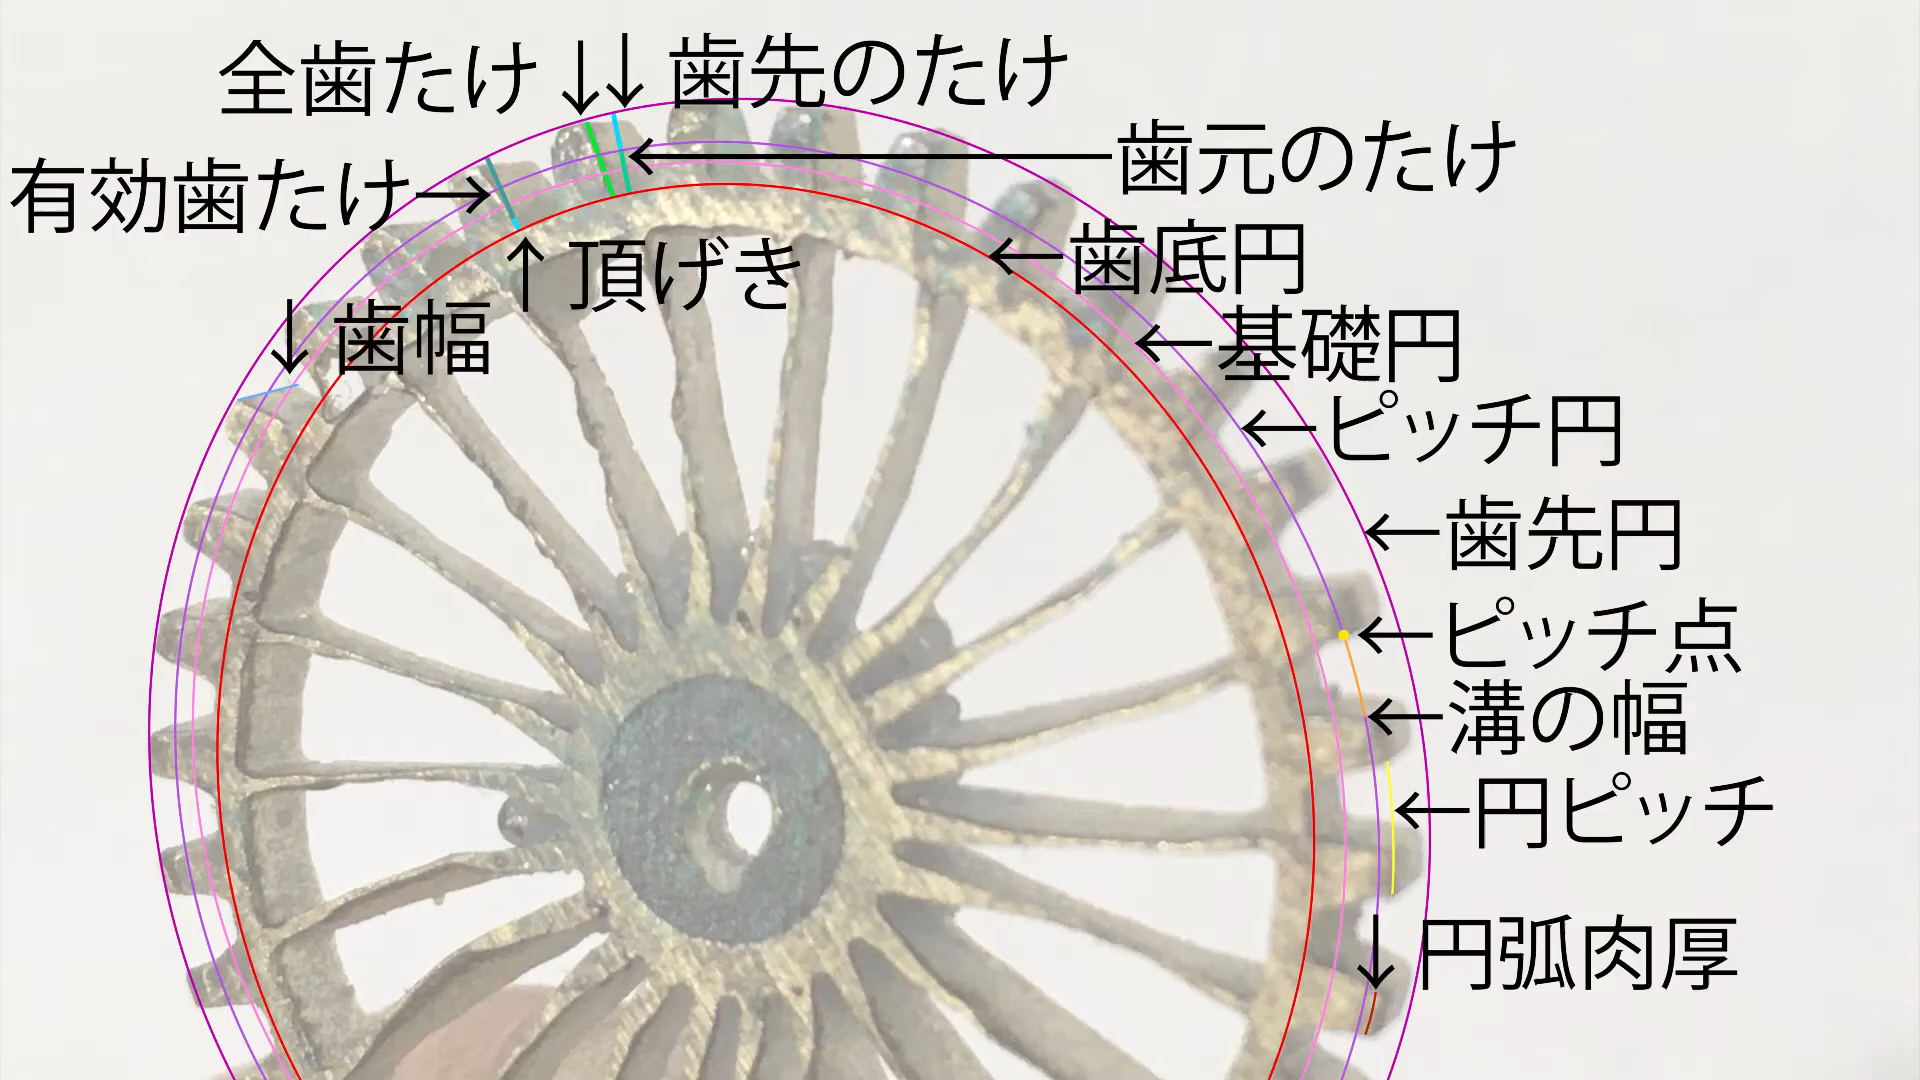 全歯たけ
歯先のたけ
有効歯たけ
歯元のたけ
頂げき
歯底円
歯幅
基礎円
ピッチ円
歯先円
ピッチ点
溝の幅
円ピッチ
円弧肉厚